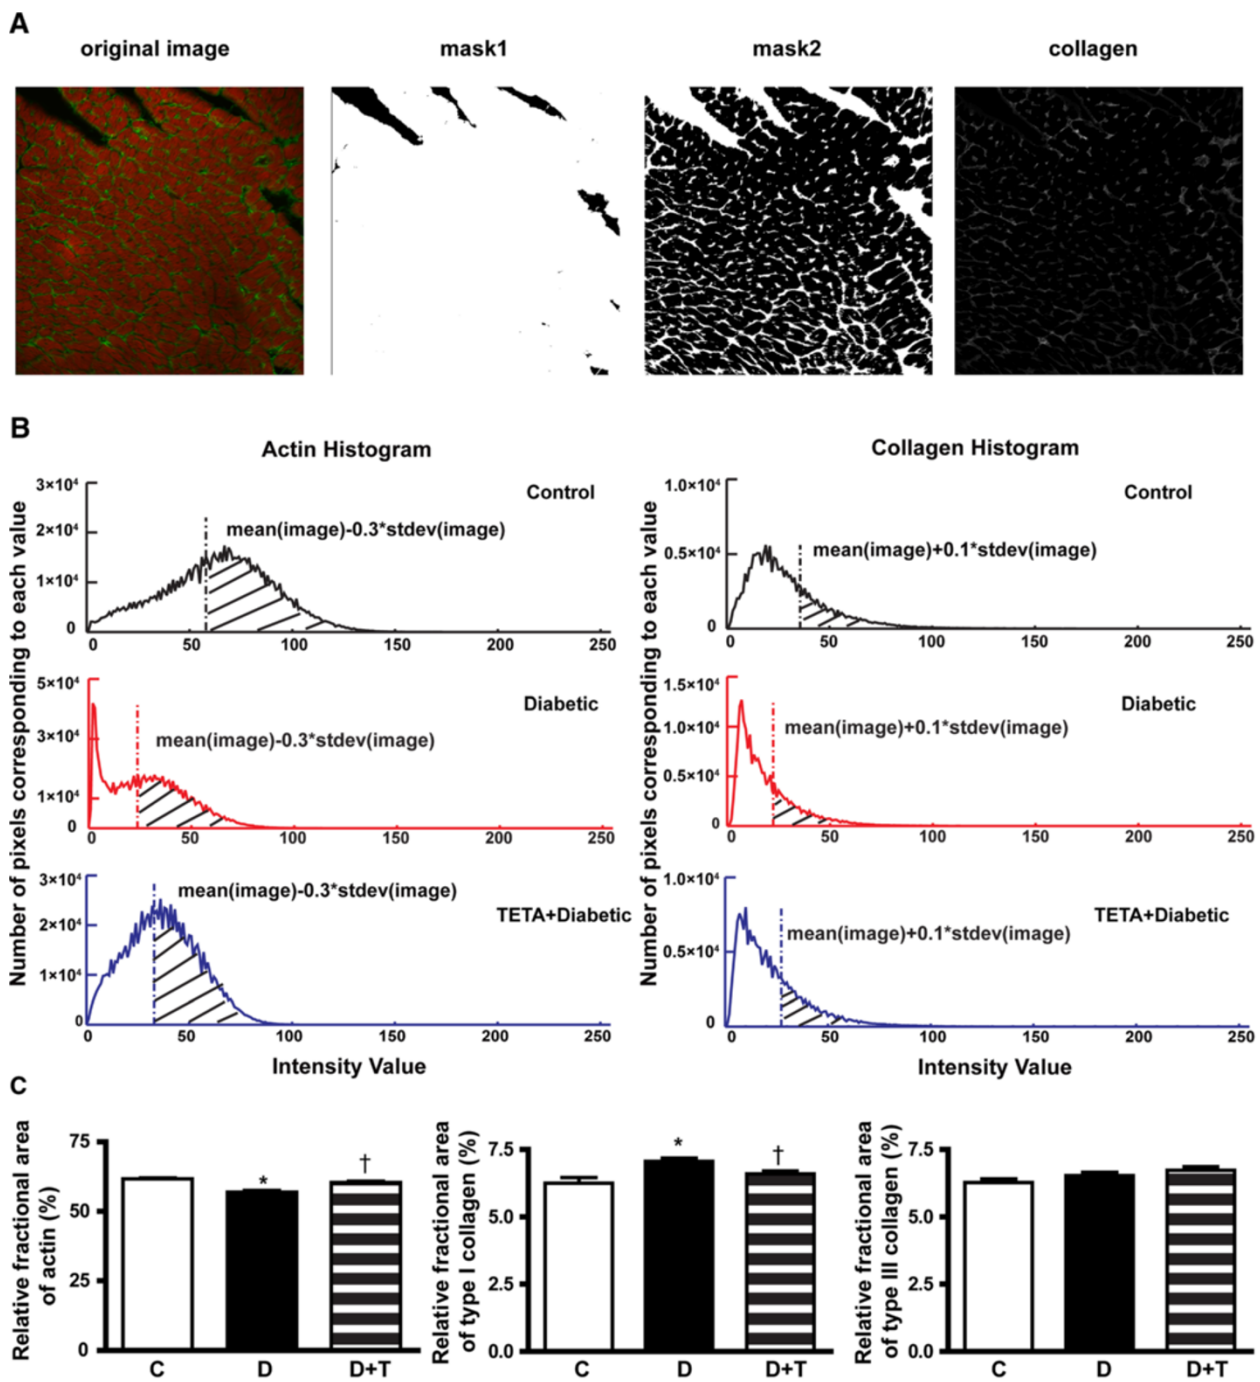 A
original image mask1 mask2 collagen
B
Actin Histogram
Number of pixels corresponding to each value
3×10⁴
2×10⁴
1×10⁴
0
Control
mean(image)-0.3*stdev(image)
0 50 100 150 200 250
5×10⁴
3×10⁴
1×10⁴
0
Diabetic
mean(image)-0.3*stdev(image)
0 50 100 150 200 250
3×10⁴
2×10⁴
1×10⁴
0
mean(image)-0.3*stdev(image)
TETA+Diabetic
0 50 100 150 200 250
Intensity Value
Collagen Histogram
Number of pixels corresponding to each value
1.0×10⁴
0.5×10⁴
0
Control
mean(image)+0.1*stdev(image)
0 50 100 150 200 250
1.5×10⁴
1.0×10⁴
0.5×10⁴
0
Diabetic
mean(image)+0.1*stdev(image)
0 50 100 150 200 250
1.0×10⁴
0.5×10⁴
0
TETA+Diabetic
mean(image)+0.1*stdev(image)
0 50 100 150 200 250
Intensity Value
C
Relative fractional area
of actin (%)
75
50
25
0
*
†
C D D+T
Relative fractional area
of type I collagen (%)
7.5
5.0
2.5
0.0
*
†
C D D+T
Relative fractional area
of type III collagen (%)
7.5
5.0
2.5
0.0
C D D+T